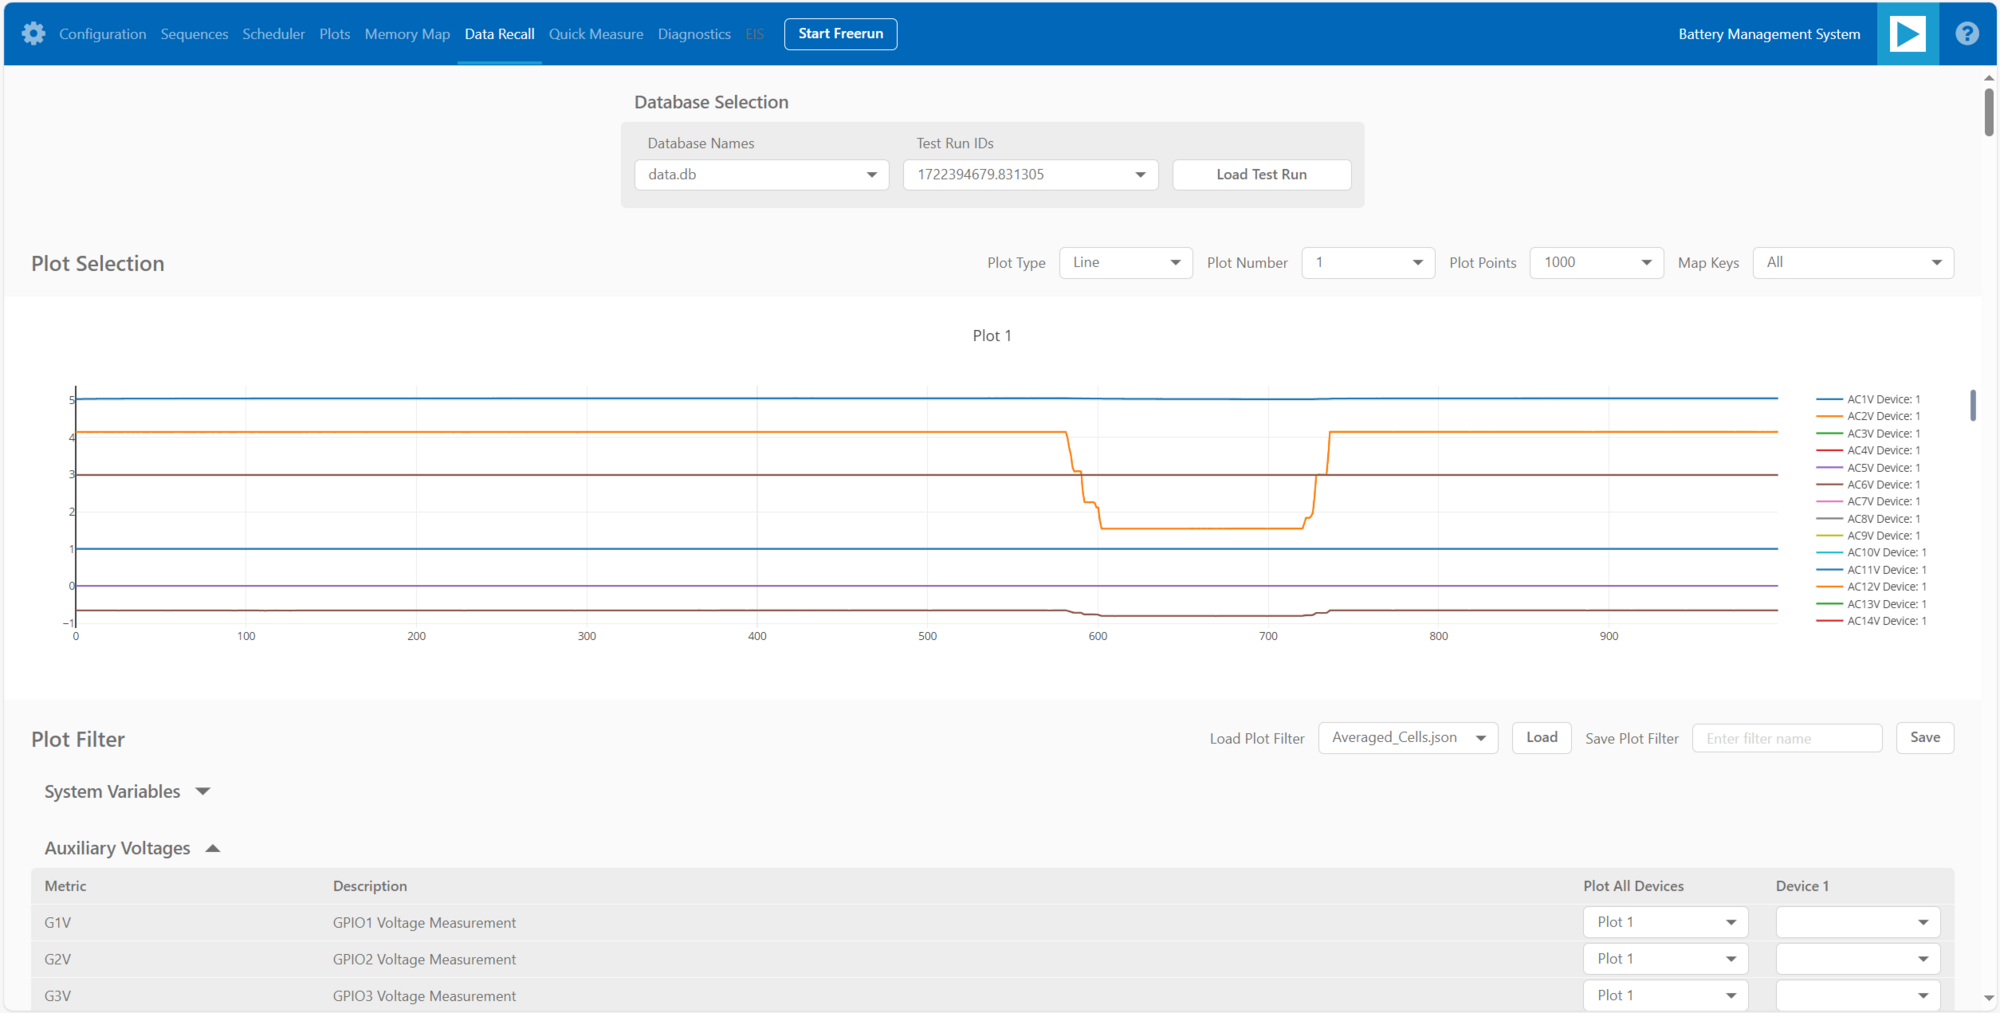 Configuration Sequences Scheduler Plots Memory Map Data Recall Quick Measure Diagnostics EIS Start Freerun Battery Management System ?
Database Selection
Database Names Test Run IDs
data.db 1722394679.831305 Load Test Run
Plot Selection Plot Type Line Plot Number 1 Plot Points 1000 Map Keys All
Plot 1
5
4
3
2
1
0
−1
0 100 200 300 400 500 600 700 800 900
AC1V Device: 1
AC2V Device: 1
AC3V Device: 1
AC4V Device: 1
AC5V Device: 1
AC6V Device: 1
AC7V Device: 1
AC8V Device: 1
AC9V Device: 1
AC10V Device: 1
AC11V Device: 1
AC12V Device: 1
AC13V Device: 1
AC14V Device: 1
Plot Filter Load Plot Filter Averaged_Cells.json Load Save Plot Filter Enter filter name Save
System Variables
Auxiliary Voltages
Metric Description Plot All Devices Device 1
G1V GPIO1 Voltage Measurement Plot 1
G2V GPIO2 Voltage Measurement Plot 1
G3V GPIO3 Voltage Measurement Plot 1